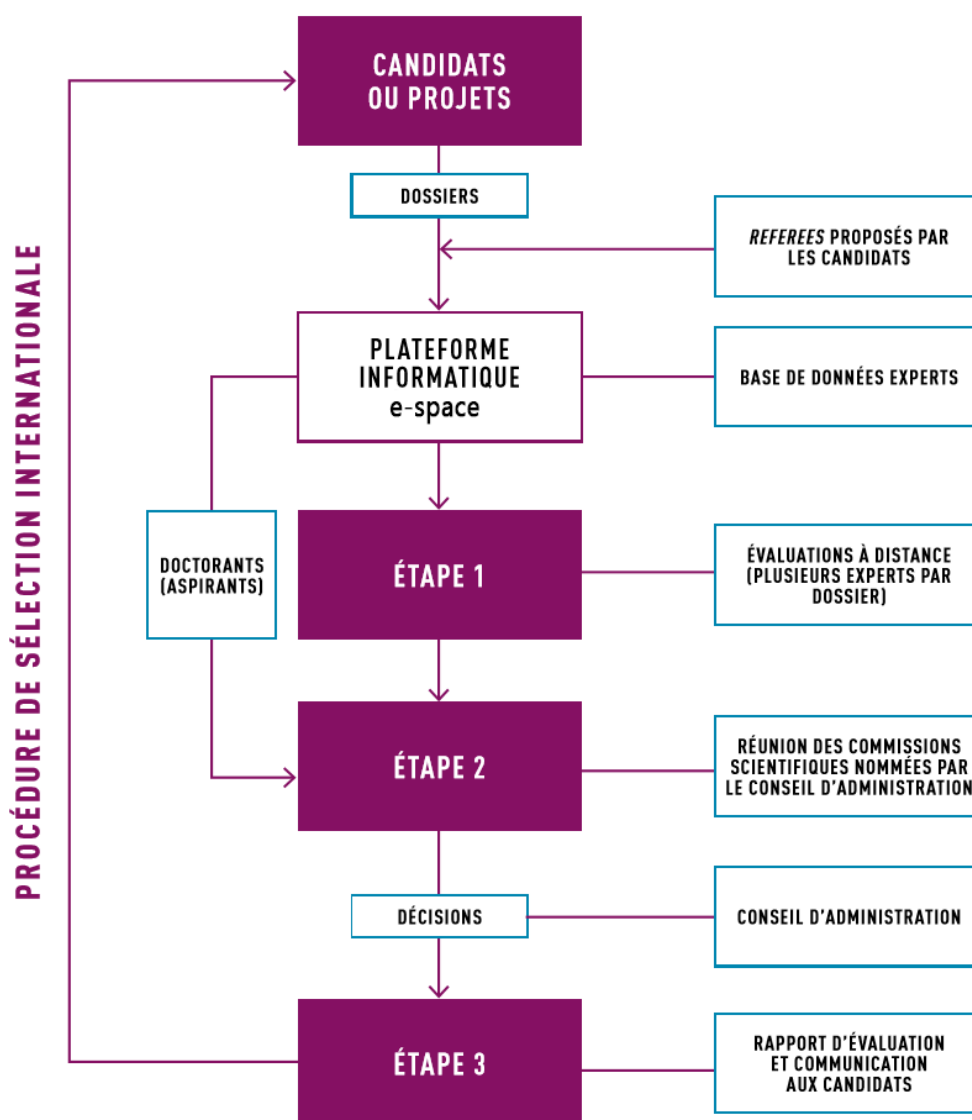 PROCÉDURE DE SÉLECTION INTERNATIONALE
CANDIDATS
OU PROJETS
DOSSIERS
REFEREES PROPOSÉS PAR
LES CANDIDATS
PLATEFORME
INFORMATIQUE
e-space
BASE DE DONNÉES EXPERTS
DOCTORANTS
(ASPIRANTS)
ÉTAPE 1
ÉVALUATIONS À DISTANCE
(PLUSIEURS EXPERTS PAR
DOSSIER)
ÉTAPE 2
RÉUNION DES COMMISSIONS
SCIENTIFIQUES NOMMÉES PAR
LE CONSEIL D'ADMINISTRATION
DÉCISIONS
CONSEIL D'ADMINISTRATION
ÉTAPE 3
RAPPORT D'ÉVALUATION
ET COMMUNICATION
AUX CANDIDATS